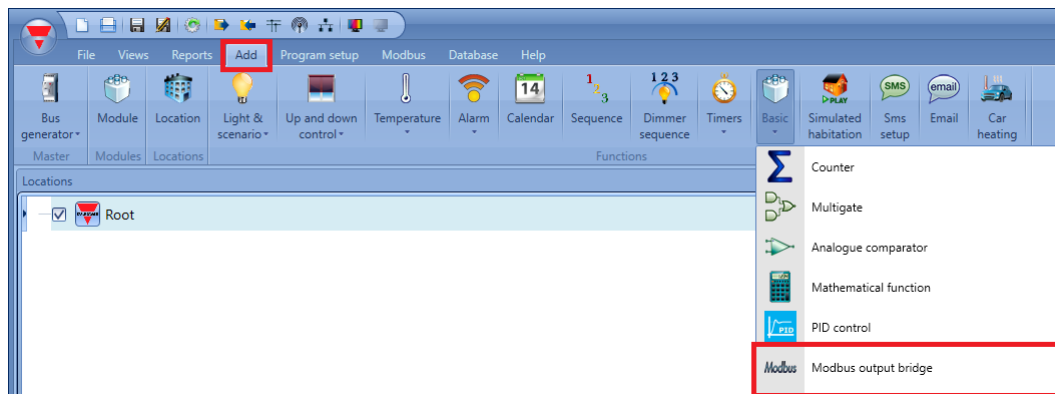 File Views Reports Add Program setup Modbus Database Help
14 1 2 3 1 2 3 PLAY SMS email
Bus generator Module Location Light & scenario Up and down control Temperature Alarm Calendar Sequence Dimmer sequence Timers Basic Simulated habitation Sms setup Email Car heating
Master Modules Locations Functions
Locations
Root
Counter
Multigate
Analogue comparator
Mathematical function
PID PID control
Modbus Modbus output bridge